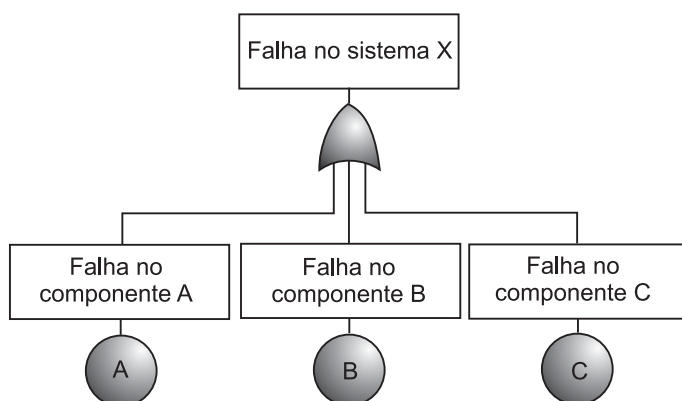 Falha no sistema X
Falha no
componente A
Falha no
componente B
Falha no
componente C
A
B
C